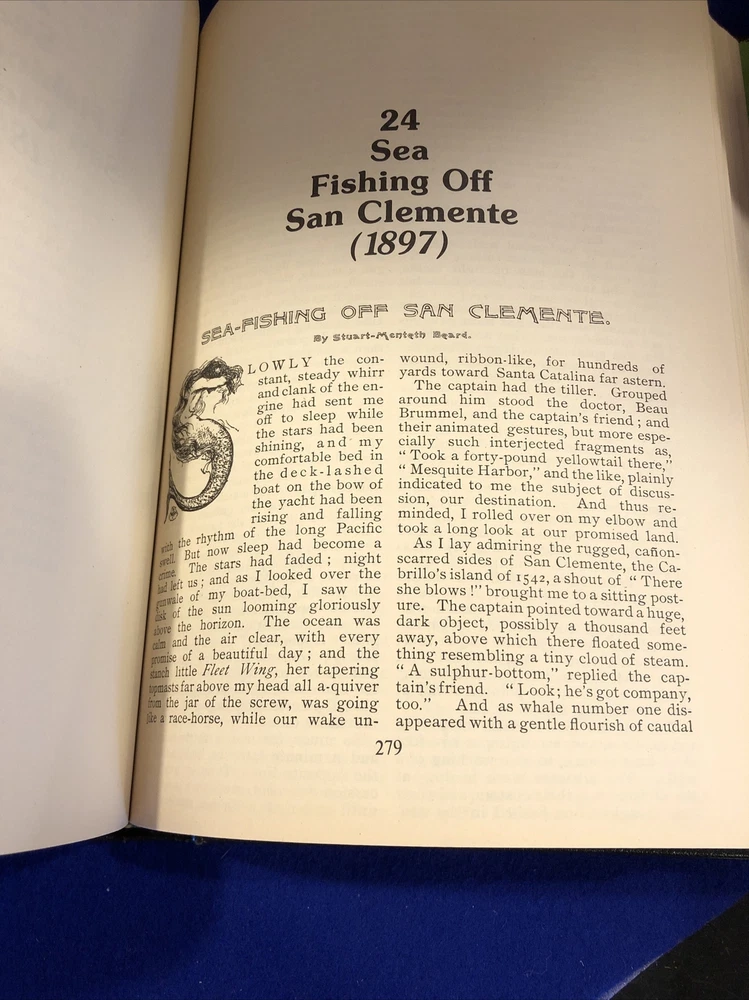 24
Sea
Fishing Off
San Clemente
(1897)
SEA-FISHING OFF SAN CLEMENTE.
By Stuart-Menteth Beard.
SLOWLY the con-
stant, steady whirr
and clank of the en-
gine had sent me
off to sleep while
the stars had been
shining, and my
comfortable bed in
the deck-lashed
boat on the bow of
the yacht had been
rising and falling
with the rhythm of the long Pacific
swell. But now sleep had become a
crime. The stars had faded; night
had left us; and as I looked over the
gunwale of my boat-bed, I saw the
disk of the sun looming gloriously
above the horizon. The ocean was
calm and the air clear, with every
promise of a beautiful day; and the
stanch little Fleet Wing, her tapering
topmasts far above my head all a-quiver
from the jar of the screw, was going
like a race-horse, while our wake un-
wound, ribbon-like, for hundreds of
yards toward Santa Catalina far astern.
The captain had the tiller. Grouped
around him stood the doctor, Beau
Brummel, and the captain's friend; and
their animated gestures, but more espe-
cially such interjected fragments as,
"Took a forty-pound yellowtail there,"
"Mesquite Harbor," and the like, plainly
indicated to me the subject of discus-
sion, our destination. And thus re-
minded, I rolled over on my elbow and
took a long look at our promised land.
As I lay admiring the rugged, cañon-
scarred sides of San Clemente, the Ca-
brillo's island of 1542, a shout of "There
she blows!" brought me to a sitting post-
ure. The captain pointed toward a huge,
dark object, possibly a thousand feet
away, above which there floated some-
thing resembling a tiny cloud of steam.
"A sulphur-bottom," replied the cap-
tain's friend. "Look; he's got company,
too." And as whale number one dis-
appeared with a gentle flourish of caudal
279